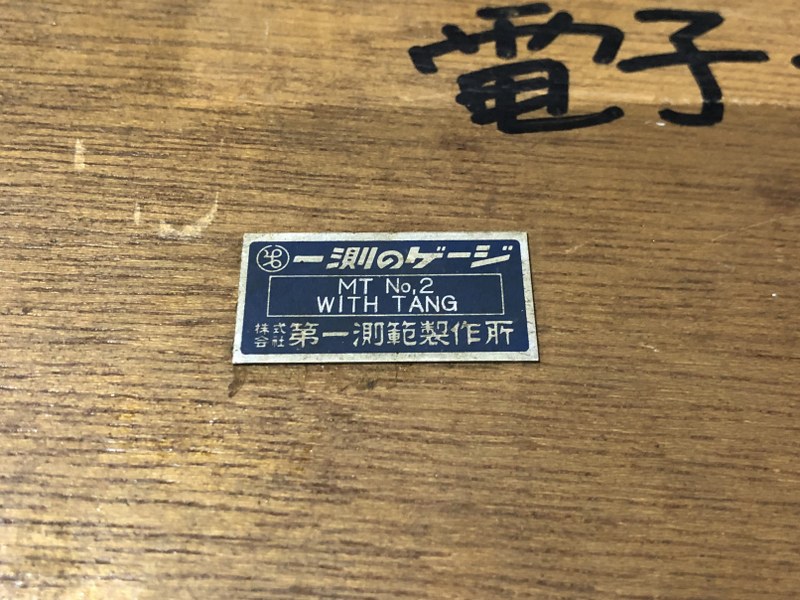 電子
一測のゲージ
MT No,2
WITH TANG
株式会社 第一測範製作所